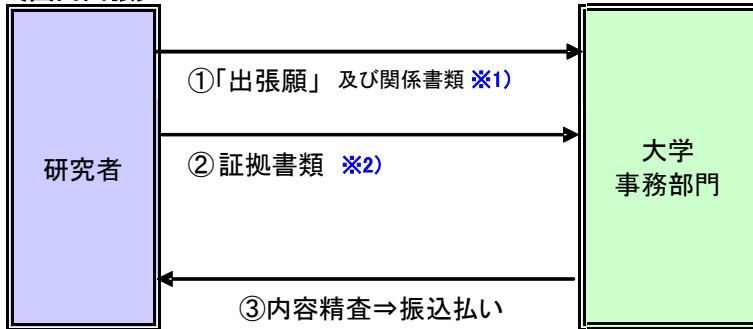 ①「出張願」 及び関係書類 ※1)
② 証拠書類 ※2)
研究者
大学
事務部門
③内容精査⇒振込払い